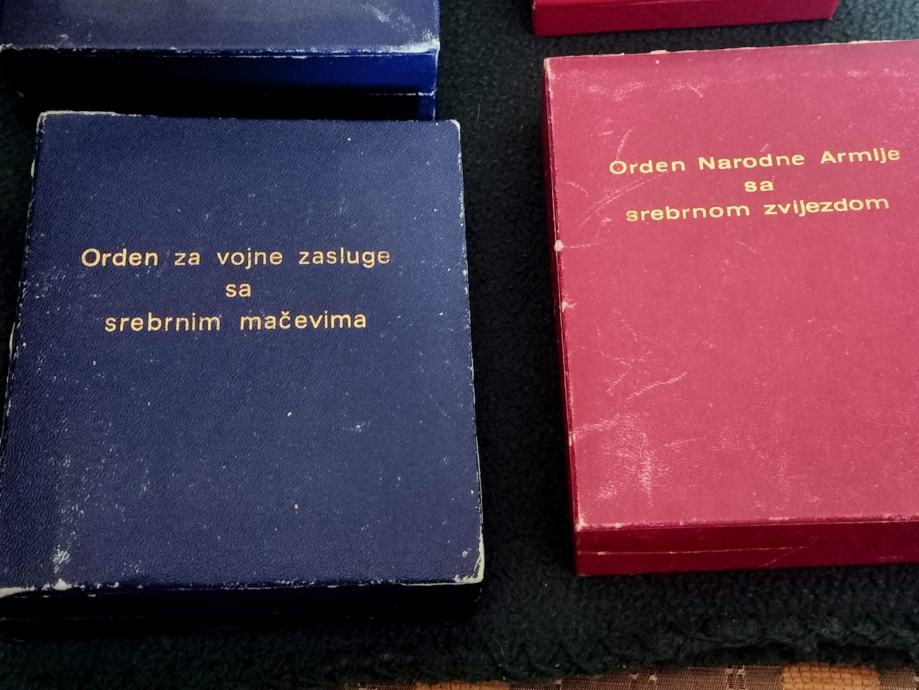 Orden za vojne zasluge
sa
srebrnim mačevima
Orden Narodne Armije
sa
srebrnom zvijezdom